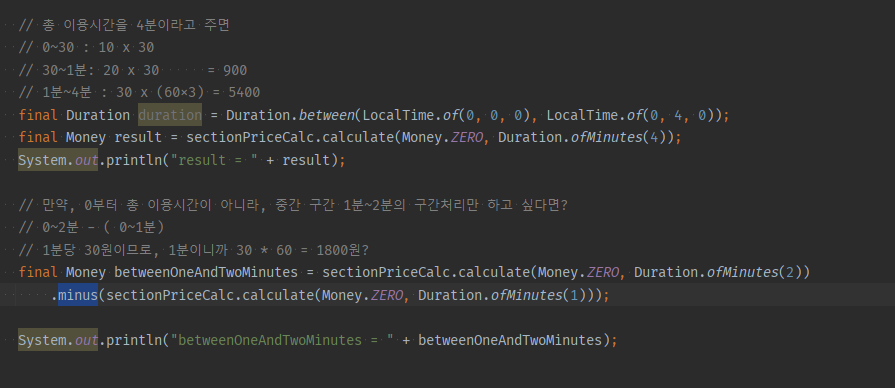 // 총 이용시간을 4분이라고 주면
// 0~30 : 10 x 30
// 30~1분: 20 x 30      = 900
// 1분~4분 : 30 x (60×3) = 5400
final Duration duration = Duration.between(LocalTime.of(0, 0, 0), LocalTime.of(0, 4, 0));
final Money result = sectionPriceCalc.calculate(Money.ZERO, Duration.ofMinutes(4));
System.out.println("result = " + result);
// 만약, 0부터 총 이용시간이 아니라, 중간 구간 1분~2분의 구간처리만 하고 싶다면?
// 0~2분 - ( 0~1분)
// 1분당 30원이므로, 1분이니까 30 * 60 = 1800원?
final Money betweenOneAndTwoMinutes = sectionPriceCalc.calculate(Money.ZERO, Duration.ofMinutes(2))
.minus(sectionPriceCalc.calculate(Money.ZERO, Duration.ofMinutes(1)));
System.out.println("betweenOneAndTwoMinutes = " + betweenOneAndTwoMinutes);